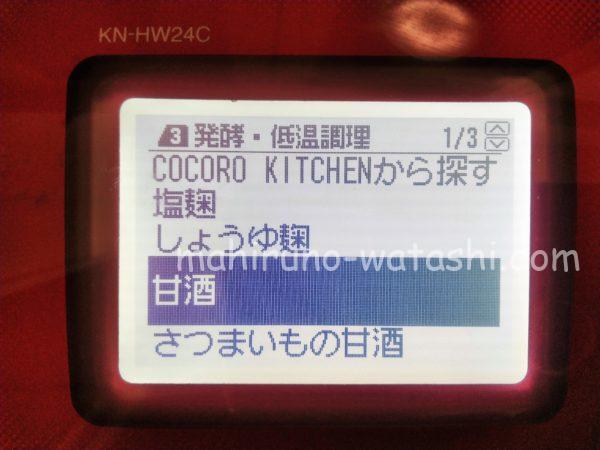 KN-HW24C
3 発酵・低温調理 1/3
COCORO KITCHENから探す
塩麹
しょうゆ麹
mahiruno-watashi.com
甘酒
さつまいもの甘酒